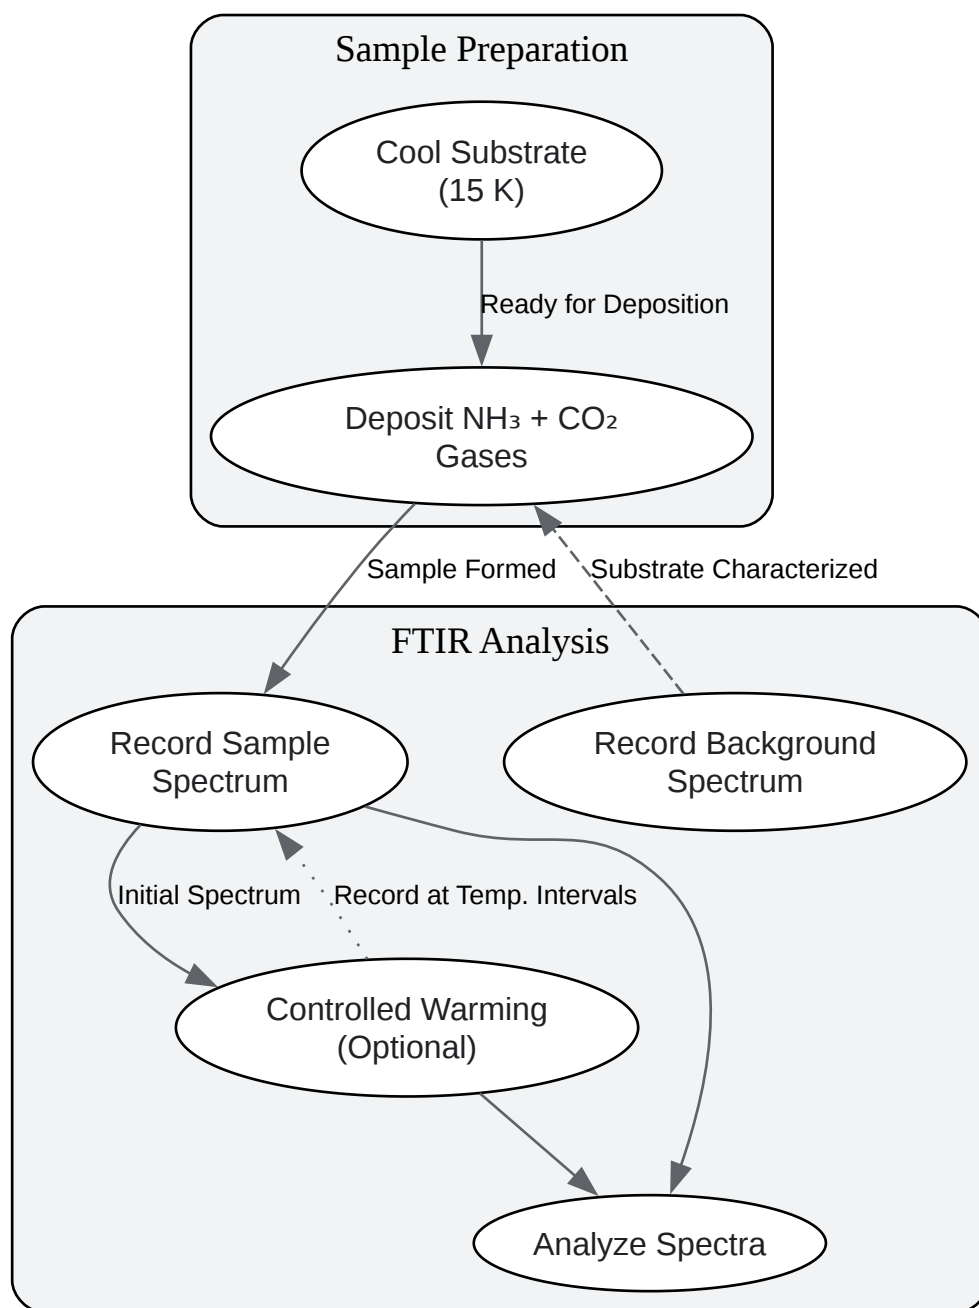 Sample Preparation
Cool Substrate
(15 K)
Ready for Deposition
Deposit NH₃ + CO₂
Gases
Sample Formed
Substrate Characterized
FTIR Analysis
Record Sample
Spectrum
Record Background
Spectrum
Initial Spectrum
Record at Temp. Intervals
Controlled Warming
(Optional)
Analyze Spectra